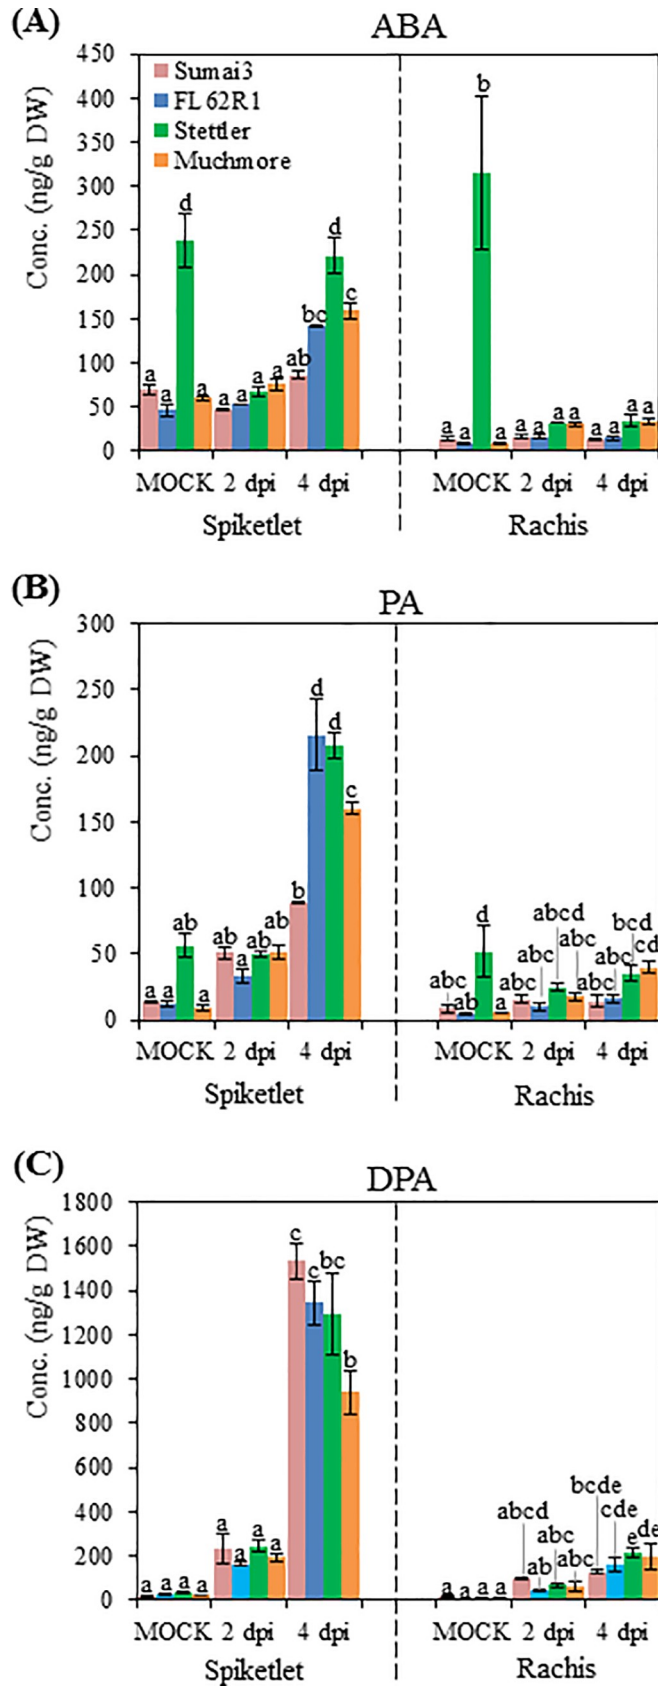 (A)
ABA
450
400
350
300
250
200
150
100
50
0
Conc. (ng/g DW)
Sumai3
FL 62R1
Stettler
Muchmore
a a d a a a a a ab bc d c
a a b a a a a a a a a a
MOCK 2 dpi 4 dpi MOCK 2 dpi 4 dpi
Spiketlet Rachis
(B)
PA
300
250
200
150
100
50
0
Conc. (ng/g DW)
a a ab a ab a ab ab b d d c
abc ab d a abc abc abcd abc abc abc bcd cd
MOCK 2 dpi 4 dpi MOCK 2 dpi 4 dpi
Spiketlet Rachis
(C)
DPA
1800
1600
1400
1200
1000
800
600
400
200
0
Conc. (ng/g DW)
a a a a a a a a c c bc b
a a a a abcd ab abc abc bcde cde e de
MOCK 2 dpi 4 dpi MOCK 2 dpi 4 dpi
Spiketlet Rachis